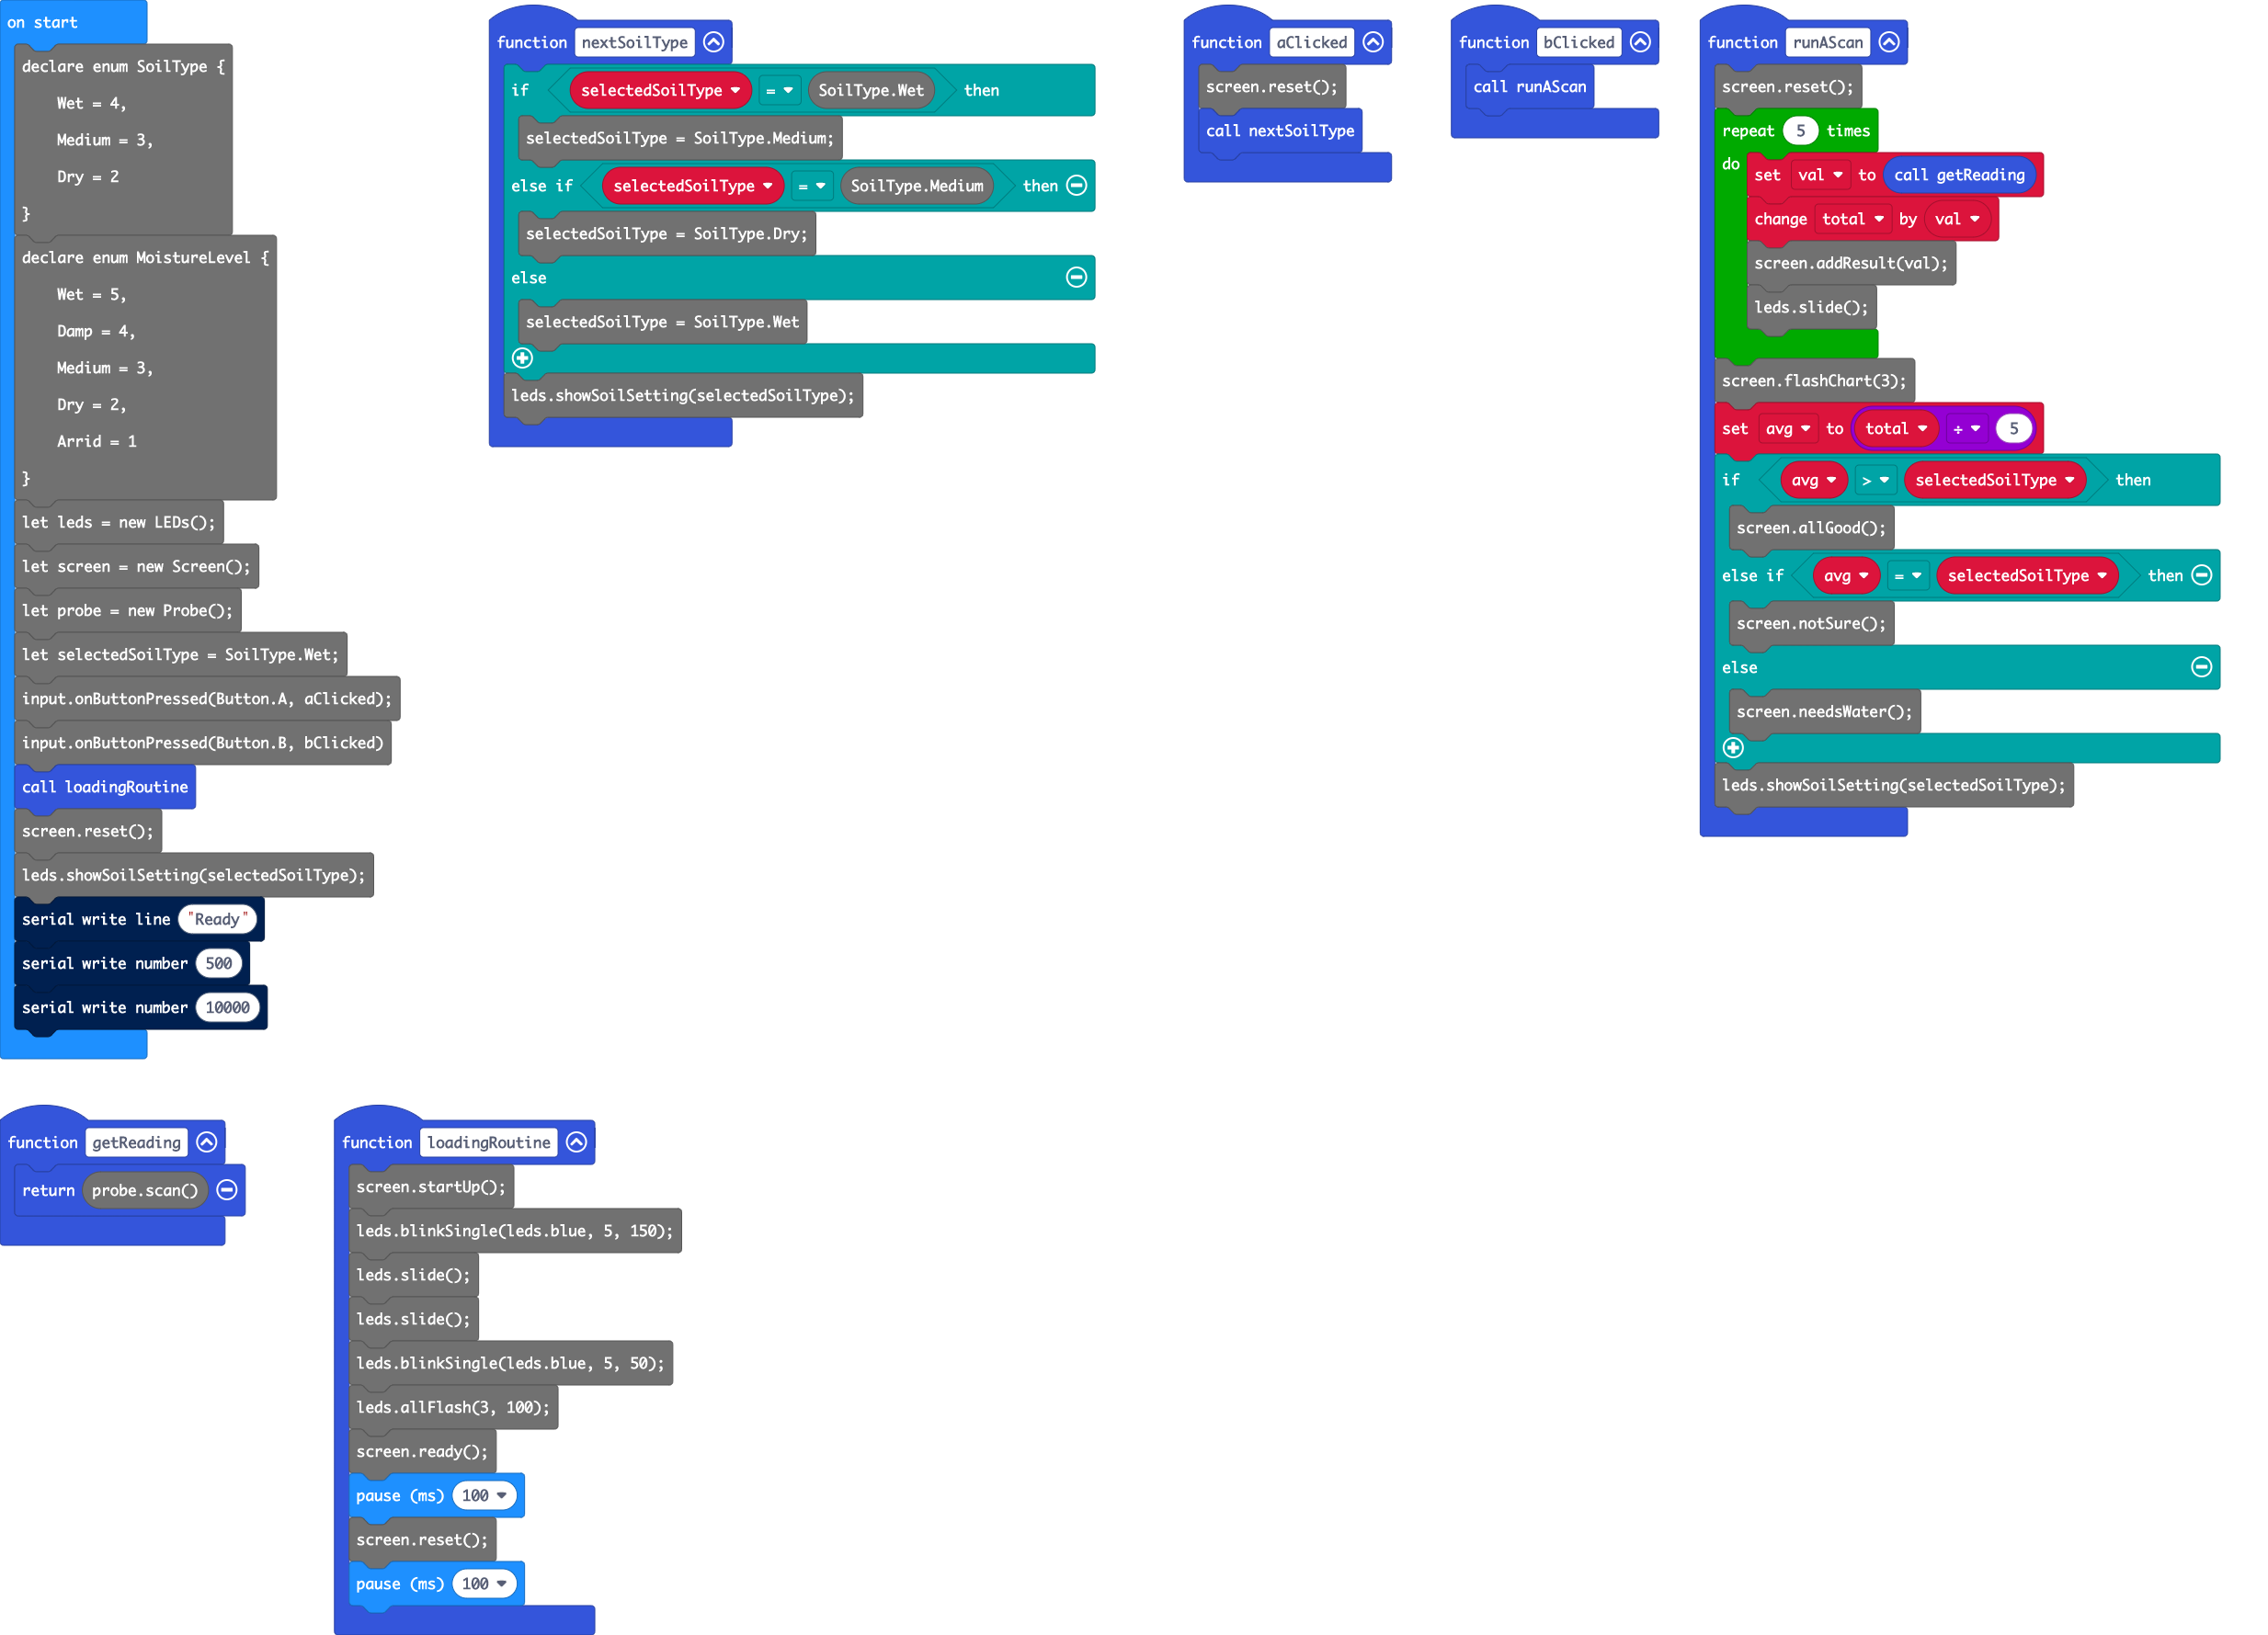 on start
declare enum SoilType {
Wet = 4,
Medium = 3,
Dry = 2
}
declare enum MoistureLevel {
Wet = 5,
Damp = 4,
Medium = 3,
Dry = 2,
Arrid = 1
}
let leds = new LEDs();
let screen = new Screen();
let probe = new Probe();
let selectedSoilType = SoilType.Wet;
input.onButtonPressed(Button.A, aClicked);
input.onButtonPressed(Button.B, bClicked)
call loadingRoutine
screen.reset();
leds.showSoilSetting(selectedSoilType);
serial write line "Ready"
serial write number 500
serial write number 10000
function nextSoilType
if selectedSoilType = SoilType.Wet then
selectedSoilType = SoilType.Medium;
else if selectedSoilType = SoilType.Medium then
selectedSoilType = SoilType.Dry;
else
selectedSoilType = SoilType.Wet
leds.showSoilSetting(selectedSoilType);
function aClicked
screen.reset();
call nextSoilType
function bClicked
call runAScan
function runAScan
screen.reset();
repeat 5 times
do set val to call getReading
change total by val
screen.addResult(val);
leds.slide();
screen.flashChart(3);
set avg to total ÷ 5
if avg > selectedSoilType then
screen.allGood();
else if avg = selectedSoilType then
screen.notSure();
else
screen.needsWater();
leds.showSoilSetting(selectedSoilType);
function getReading
return probe.scan()
function loadingRoutine
screen.startUp();
leds.blinkSingle(leds.blue, 5, 150);
leds.slide();
leds.slide();
leds.blinkSingle(leds.blue, 5, 50);
leds.allFlash(3, 100);
screen.ready();
pause (ms) 100
screen.reset();
pause (ms) 100